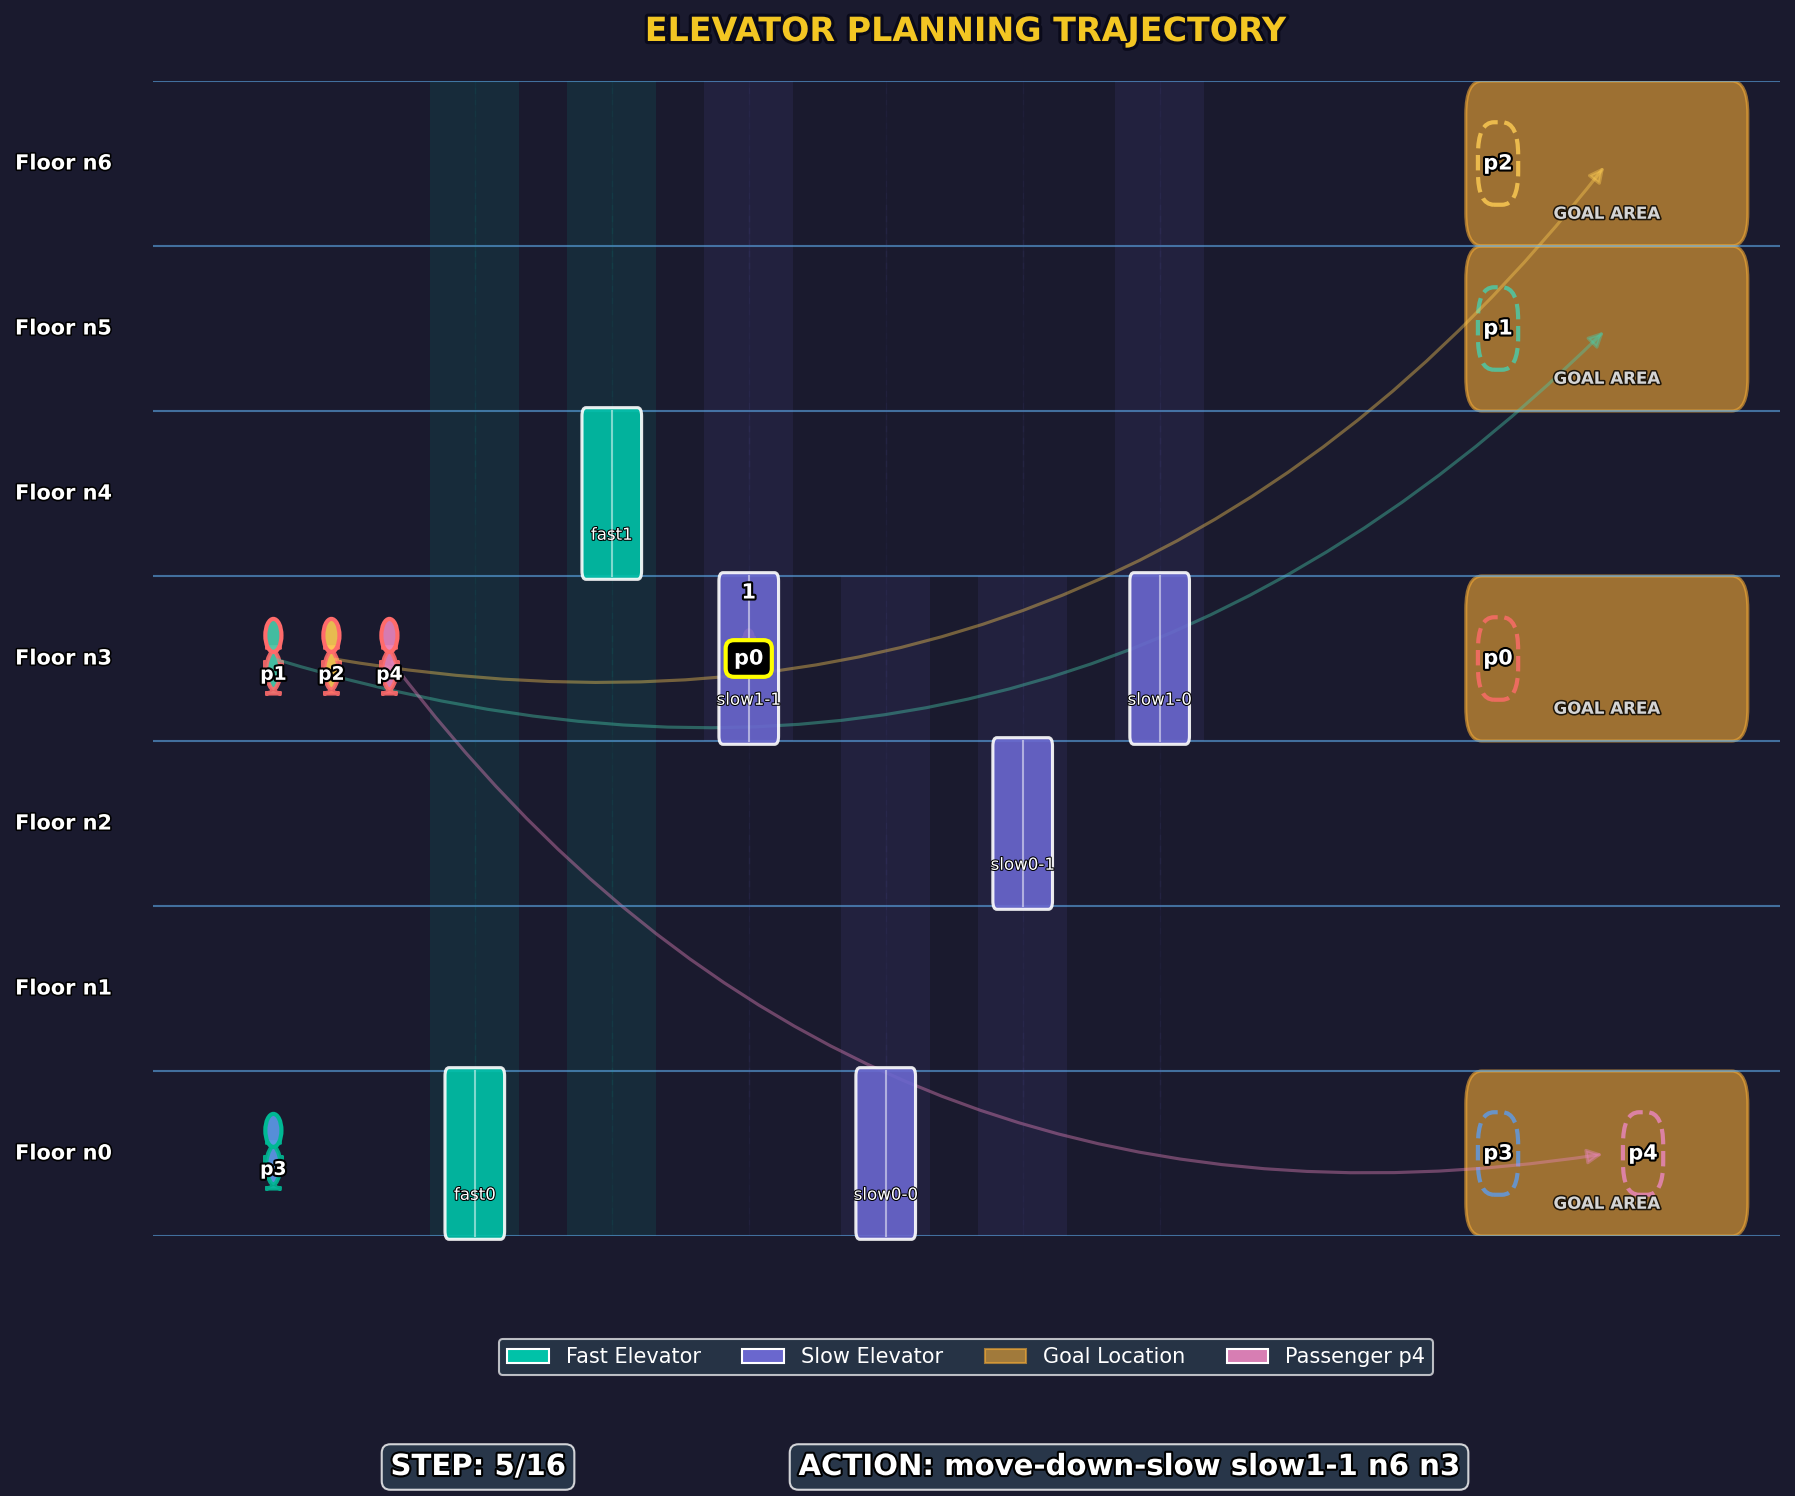 ELEVATOR PLANNING TRAJECTORY
Floor n6
p2
GOAL AREA
Floor n5
p1
GOAL AREA
Floor n4
fast1
Floor n3
p1
p2
p4
1
p0
slow1-1
slow1-0
p0
GOAL AREA
Floor n2
slow0-1
Floor n1
Floor n0
p3
fast0
slow0-0
p3
p4
GOAL AREA
Fast Elevator
Slow Elevator
Goal Location
Passenger p4
STEP: 5/16
ACTION: move-down-slow slow1-1 n6 n3